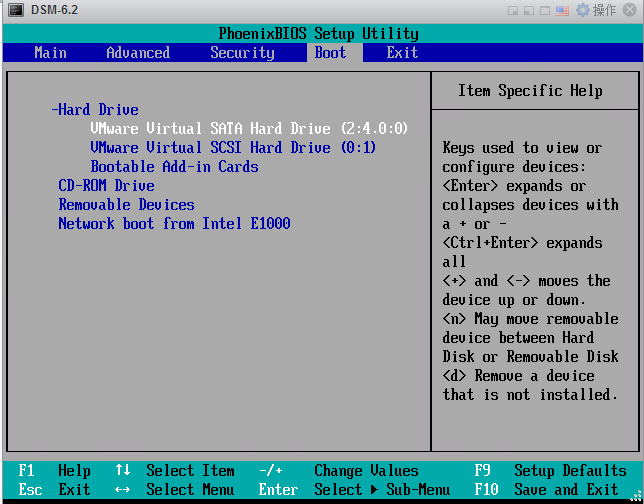 DSM-6.2
操作
PhoenixBIOS Setup Utility
Main Advanced Security Boot Exit
-Hard Drive
VMware Virtual SATA Hard Drive (2:4.0:0)
VMware Virtual SCSI Hard Drive (0:1)
Bootable Add-in Cards
CD-ROM Drive
Removable Devices
Network boot from Intel E1000
Item Specific Help
Keys used to view or
configure devices:
<Enter> expands or
collapses devices with
a + or -
<Ctrl+Enter> expands
all
<+> and <-> moves the
device up or down.
<n> May move removable
device between Hard
Disk or Removable Disk
<d> Remove a device
that is not installed.
F1 Help ↑↓ Select Item -/+ Change Values F9 Setup Defaults
Esc Exit ↔ Select Menu Enter Select ▶ Sub-Menu F10 Save and Exit